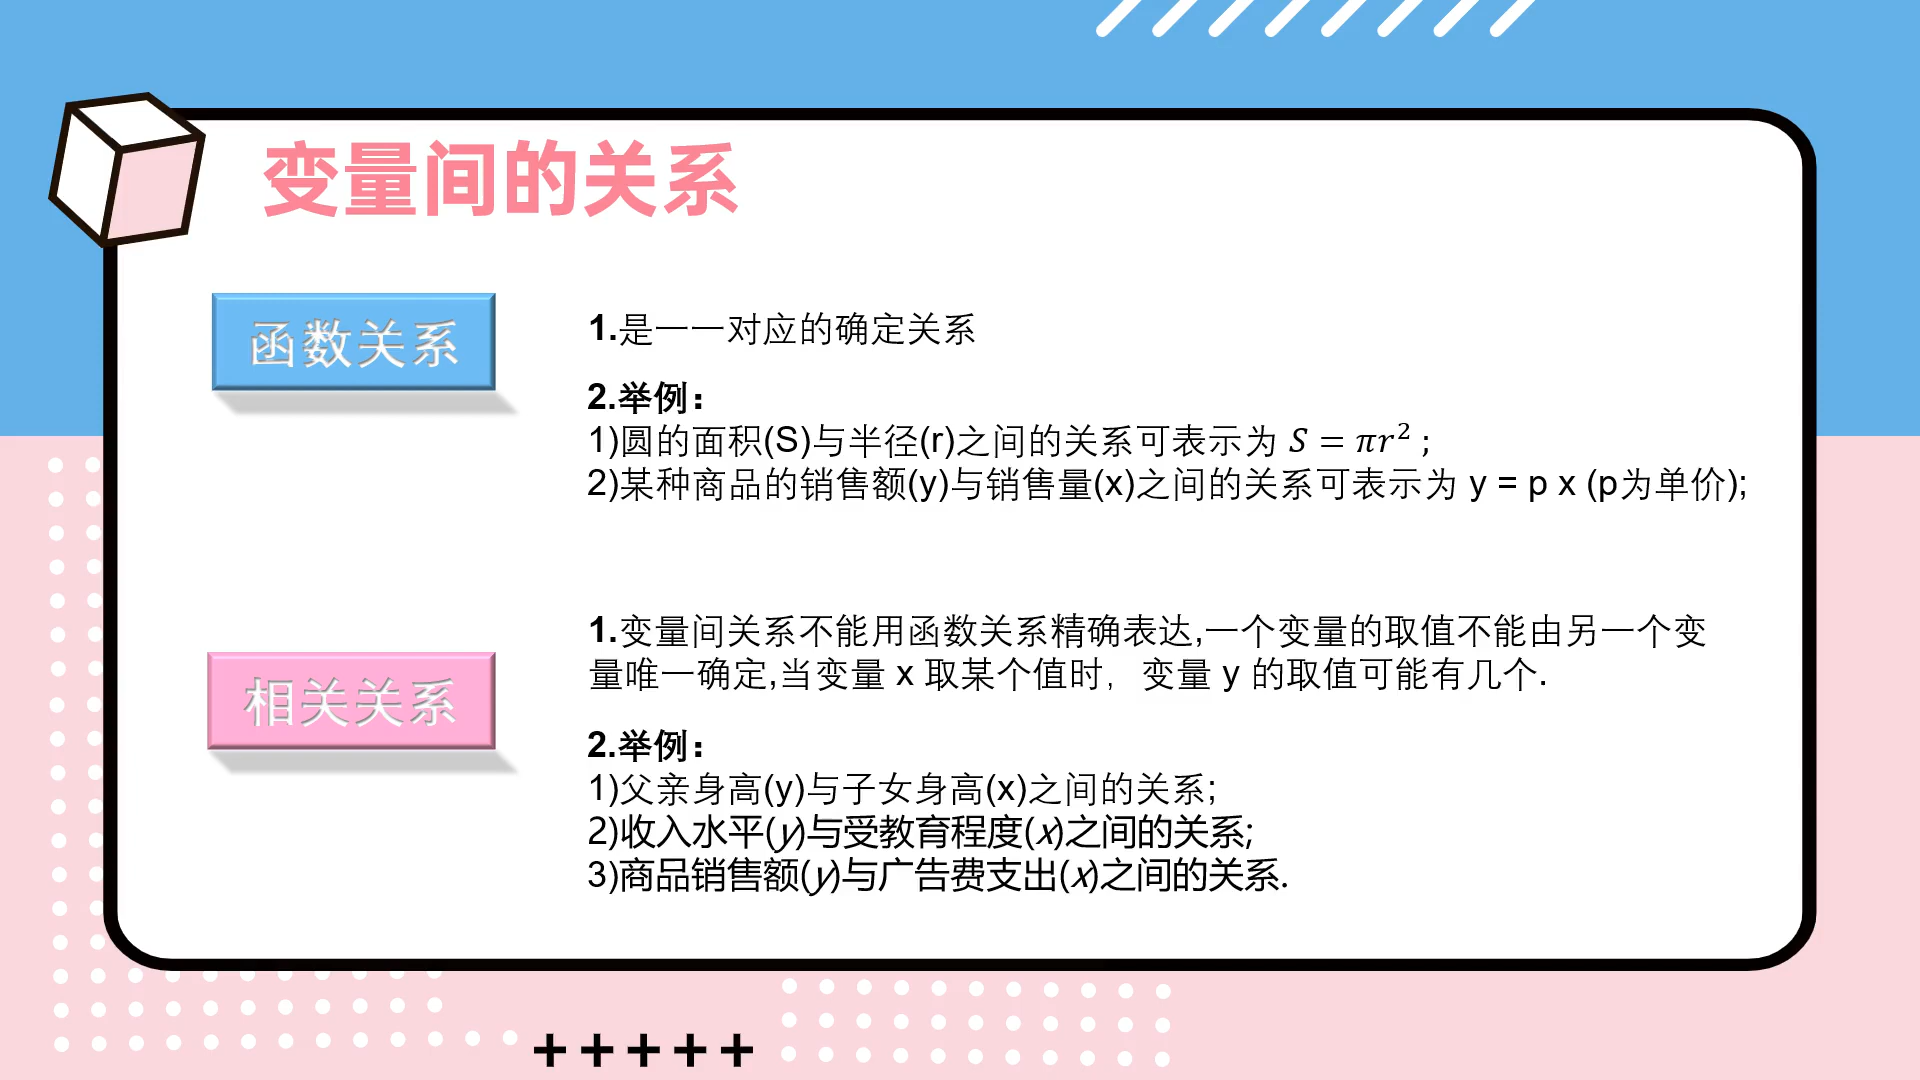 变量间的关系
函数关系
1.是一一对应的确定关系
2.举例：
1)圆的面积(S)与半径(r)之间的关系可表示为 S = πr² ;
2)某种商品的销售额(y)与销售量(x)之间的关系可表示为 y = p x (p为单价);
相关关系
1.变量间关系不能用函数关系精确表达,一个变量的取值不能由另一个变
量唯一确定,当变量 x 取某个值时，变量 y 的取值可能有几个.
2.举例：
1)父亲身高(y)与子女身高(x)之间的关系;
2)收入水平(y)与受教育程度(x)之间的关系;
3)商品销售额(y)与广告费支出(x)之间的关系.